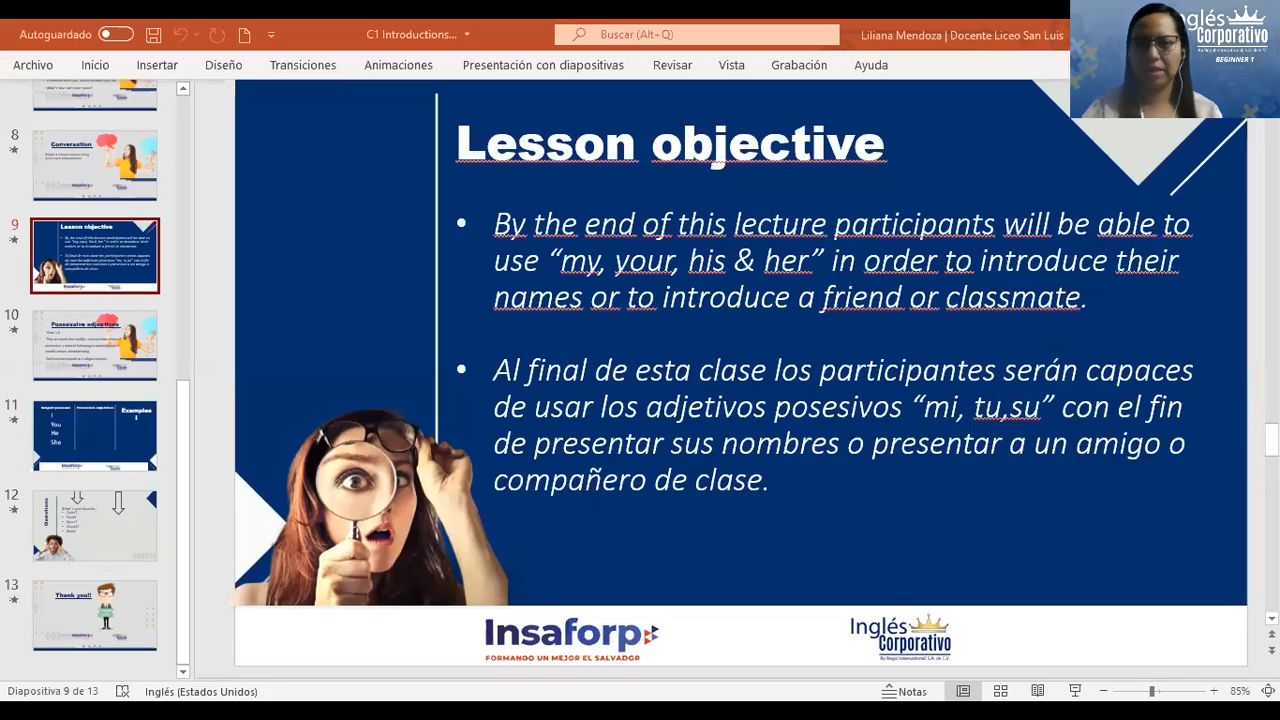 Autoguardado
C1 Introductions...
Buscar (Alt+Q)
Liliana Mendoza | Docente Liceo San Luis
Inglés
Corporativo
BEGINNER 1
Archivo
Inicio
Insertar
Diseño
Transiciones
Animaciones
Presentación con diapositivas
Revisar
Vista
Grabación
Ayuda
8
Conversation
9
Lesson objective
10
Possessive adjectives
11
Examples
I
You
He
She
12
Questions
13
Thank you!!
Lesson objective
• By the end of this lecture participants will be able to
use “my, your, his & her” in order to introduce their
names or to introduce a friend or classmate.
• Al final de esta clase los participantes serán capaces
de usar los adjetivos posesivos “mi, tu,su” con el fin
de presentar sus nombres o presentar a un amigo o
compañero de clase.
Insaforp
FORMANDO UN MEJOR EL SALVADOR
Inglés
Corporativo
Diapositiva 9 de 13
Inglés (Estados Unidos)
Notas
85%